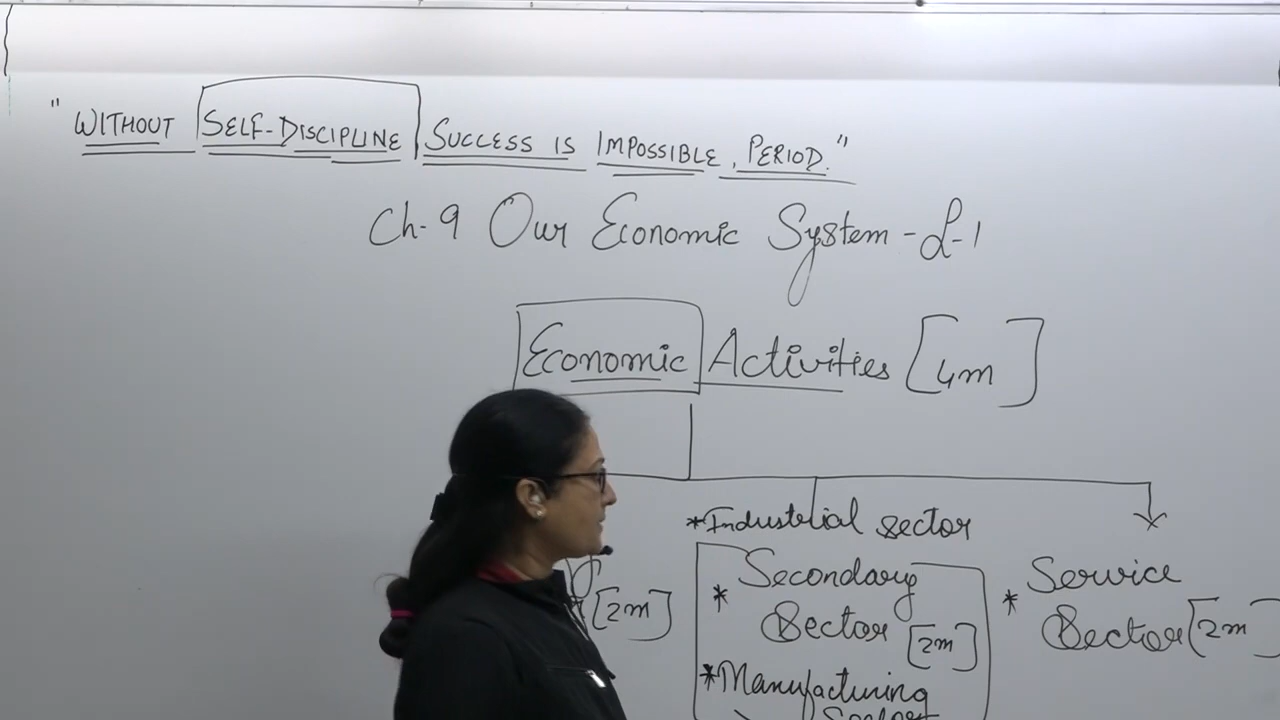 "WITHOUT SELF-DISCIPLINE SUCCESS IS IMPOSSIBLE, PERIOD."
Ch-9 Our Economic System-L-1
Economic Activities [4m]
[2m]
*Industrial sector
* Secondary
Sector [2m]
*Manufacturing
Sector
* Service
Sector [2m]